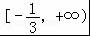 [-1/3, +∞)